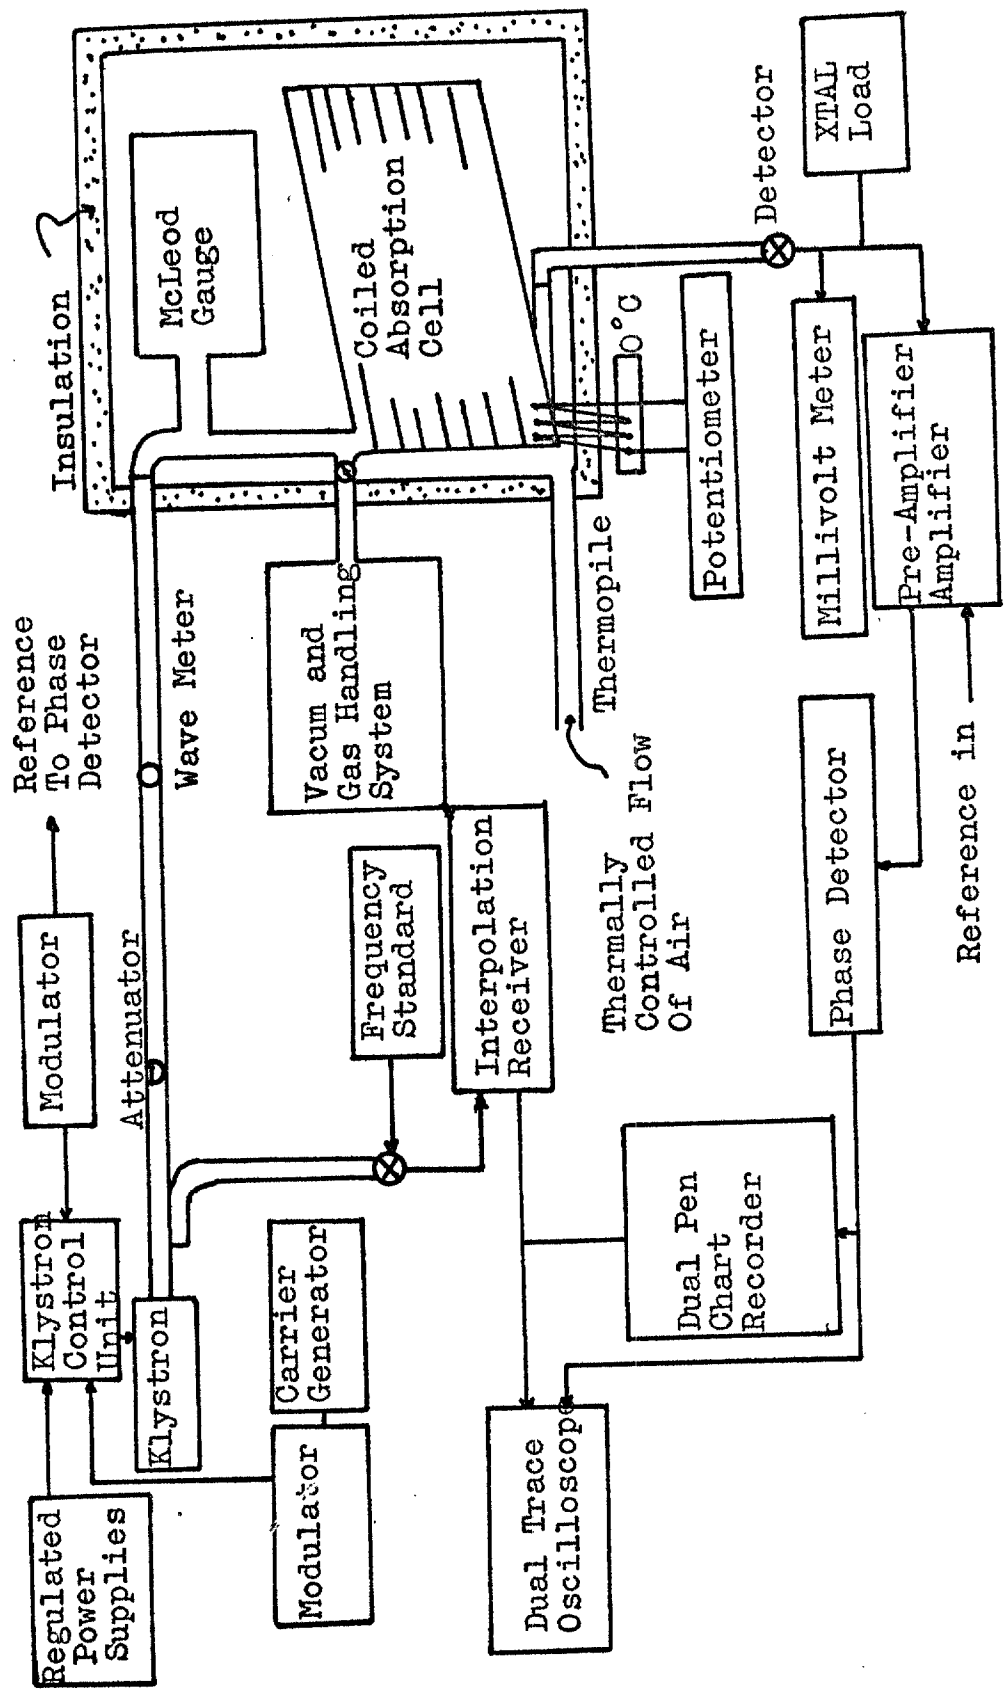 Regulated
Power
Supplies
Klystron
Control
Unit
Modulator
Reference
To Phase
Detector
Insulation
Klystron
Attenuator
Wave Meter
McLeod
Gauge
Modulator
Carrier
Generator
Frequency
Standard
Vacum and
Gas Handling
System
Coiled
Absorption
Cell
Interpolation
Receiver
Dual Trace
Oscilloscope
Thermally
Controlled Flow
Of Air
Thermopile
0°C
Potentiometer
Detector
XTAL
Load
Dual Pen
Chart
Recorder
Phase Detector
Millivolt Meter
Pre-Amplifier
Amplifier
Reference in